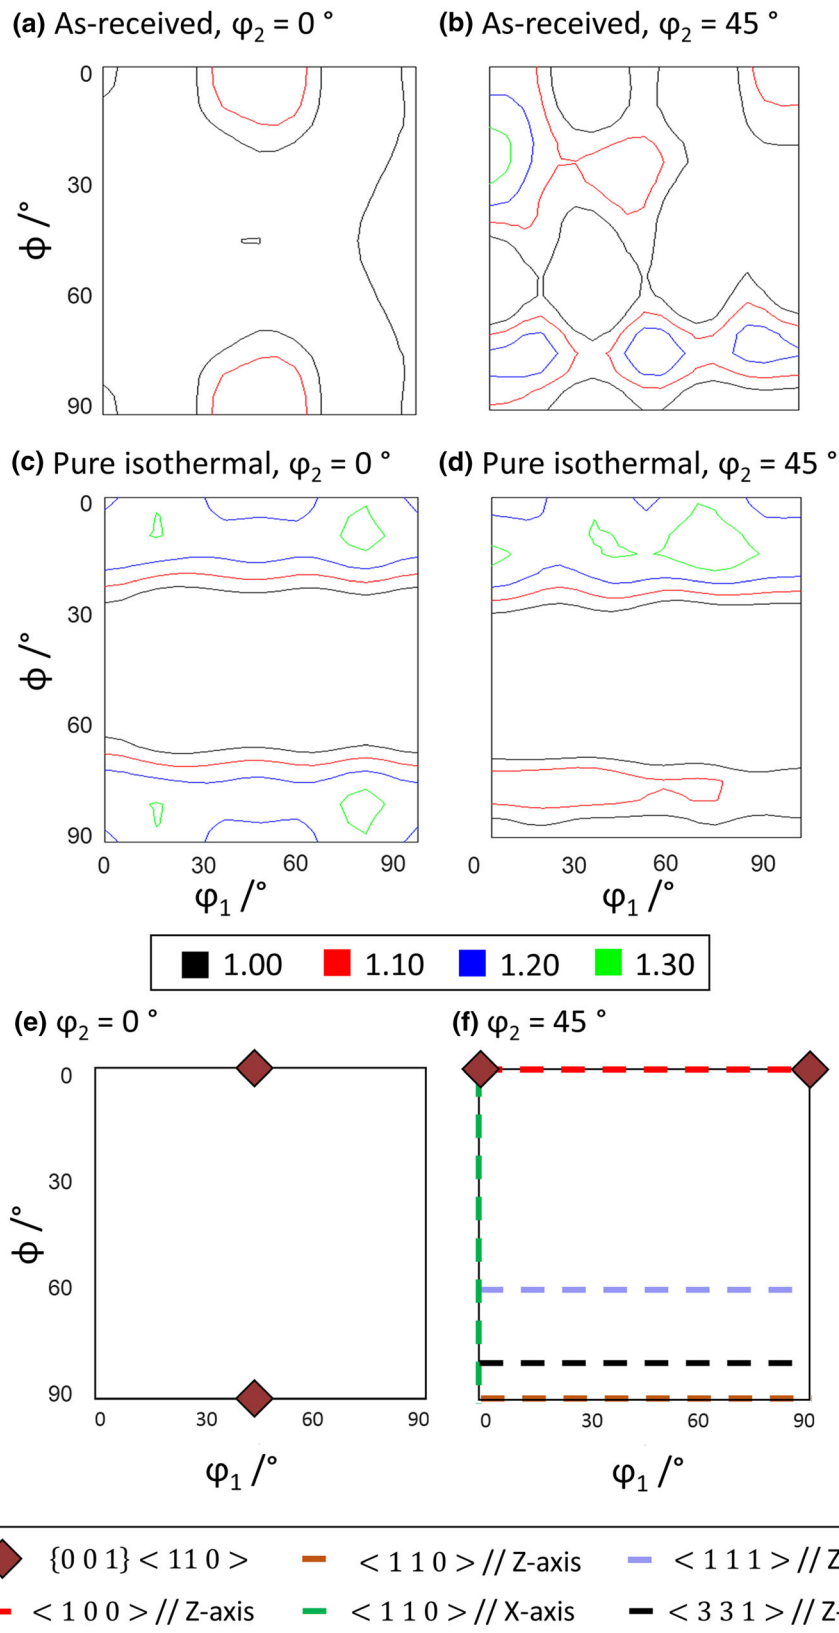 (a) As-received, φ2 = 0 °
(b) As-received, φ2 = 45 °
0
30
60
90
ϕ /°
(c) Pure isothermal, φ2 = 0 °
(d) Pure isothermal, φ2 = 45 °
0
30
60
90
ϕ /°
0 30 60 90
0 30 60 90
φ1 /°
φ1 /°
1.00 1.10 1.20 1.30
(e) φ2 = 0 °
(f) φ2 = 45 °
0
30
60
90
ϕ /°
0 30 60 90
0 30 60 90
φ1 /°
φ1 /°
{0 0 1} < 11 0 >
< 1 1 0 > // Z-axis
< 1 1 1 > // Z
< 1 0 0 > // Z-axis
< 1 1 0 > // X-axis
< 3 3 1 > // Z-